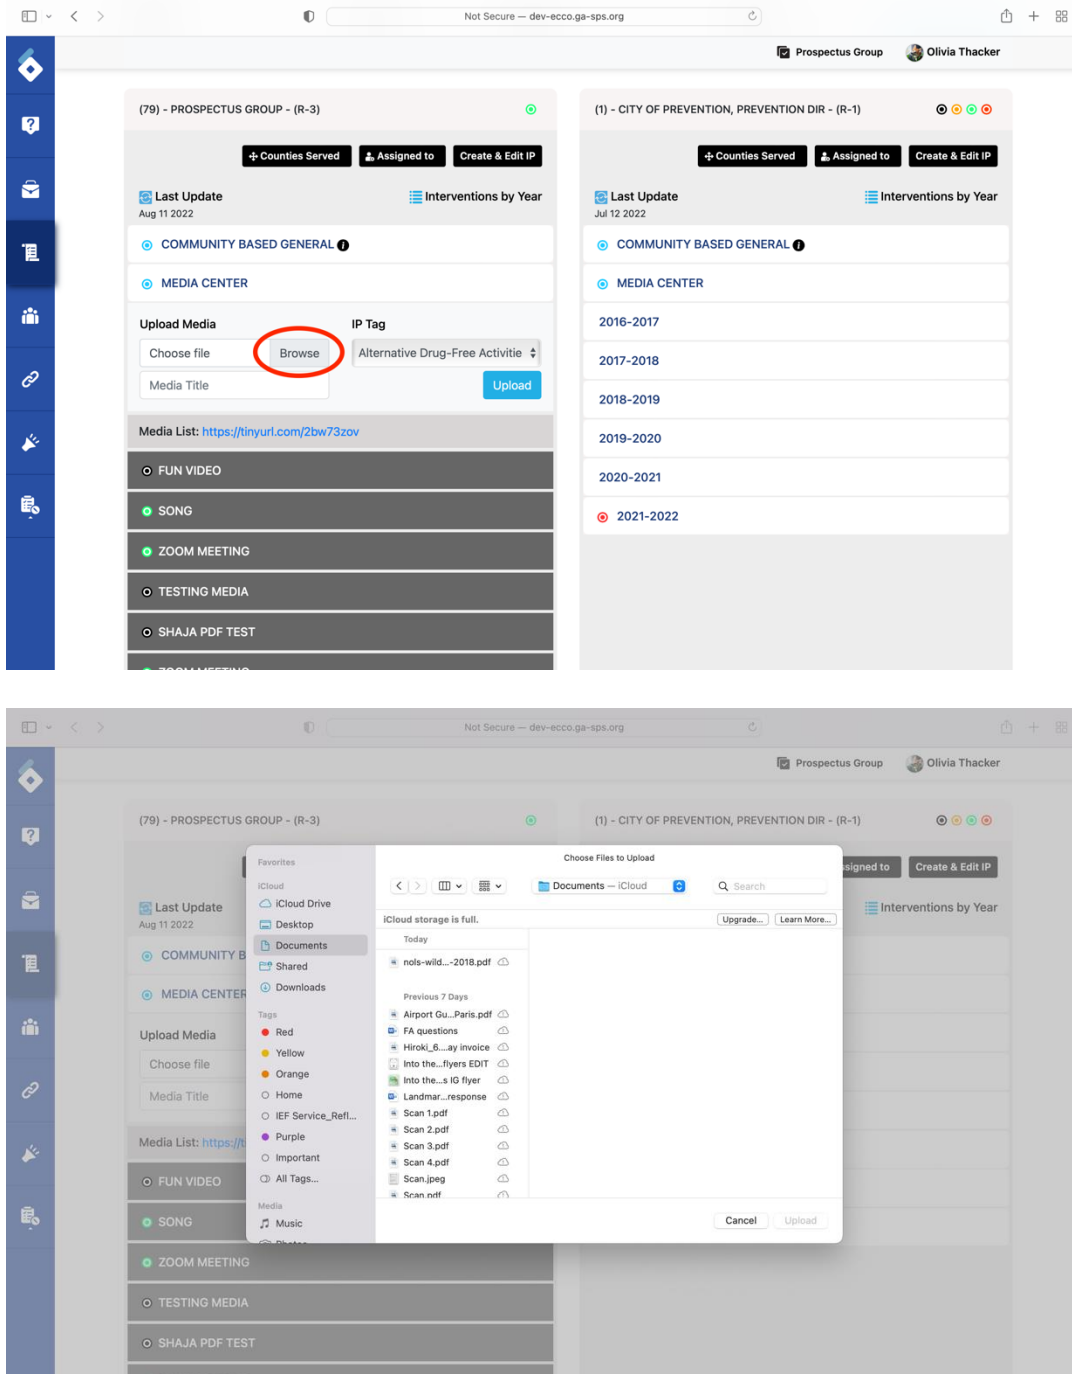 Not Secure — dev-ecco.ga-sps.org
Prospectus Group Olivia Thacker
(79) - PROSPECTUS GROUP - (R-3)
Counties Served Assigned to Create & Edit IP
Last Update Interventions by Year
Aug 11 2022
COMMUNITY BASED GENERAL
MEDIA CENTER
Upload Media IP Tag
Choose file Browse Alternative Drug-Free Activitie
Media Title Upload
Media List: https://tinyurl.com/2bw73zov
FUN VIDEO
SONG
ZOOM MEETING
TESTING MEDIA
SHAJA PDF TEST
ZOOM MEETING
(1) - CITY OF PREVENTION, PREVENTION DIR - (R-1)
Counties Served Assigned to Create & Edit IP
Last Update Interventions by Year
Jul 12 2022
COMMUNITY BASED GENERAL
MEDIA CENTER
2016-2017
2017-2018
2018-2019
2019-2020
2020-2021
2021-2022
Not Secure — dev-ecco.ga-sps.org
Prospectus Group Olivia Thacker
(79) - PROSPECTUS GROUP - (R-3)
Last Update
Aug 11 2022
COMMUNITY B
MEDIA CENTER
Upload Media
Choose file
Media Title
Media List: https://t
FUN VIDEO
SONG
ZOOM MEETING
TESTING MEDIA
SHAJA PDF TEST
(1) - CITY OF PREVENTION, PREVENTION DIR - (R-1)
ssigned to Create & Edit IP
Interventions by Year
Favorites
iCloud
iCloud Drive
Desktop
Documents
Shared
Downloads
Tags
Red
Yellow
Orange
Home
IEF Service_Refl...
Purple
Important
All Tags...
Media
Music
Photos
Choose Files to Upload
Documents — iCloud Search
iCloud storage is full. Upgrade... Learn More...
Today
nols-wild...-2018.pdf
Previous 7 Days
Airport Gu...Paris.pdf
FA questions
Hiroki_6....ay invoice
Into the...flyers EDIT
Into the...s IG flyer
Landmar...response
Scan 1.pdf
Scan 2.pdf
Scan 3.pdf
Scan 4.pdf
Scan.jpeg
Scan.pdf
Cancel Upload